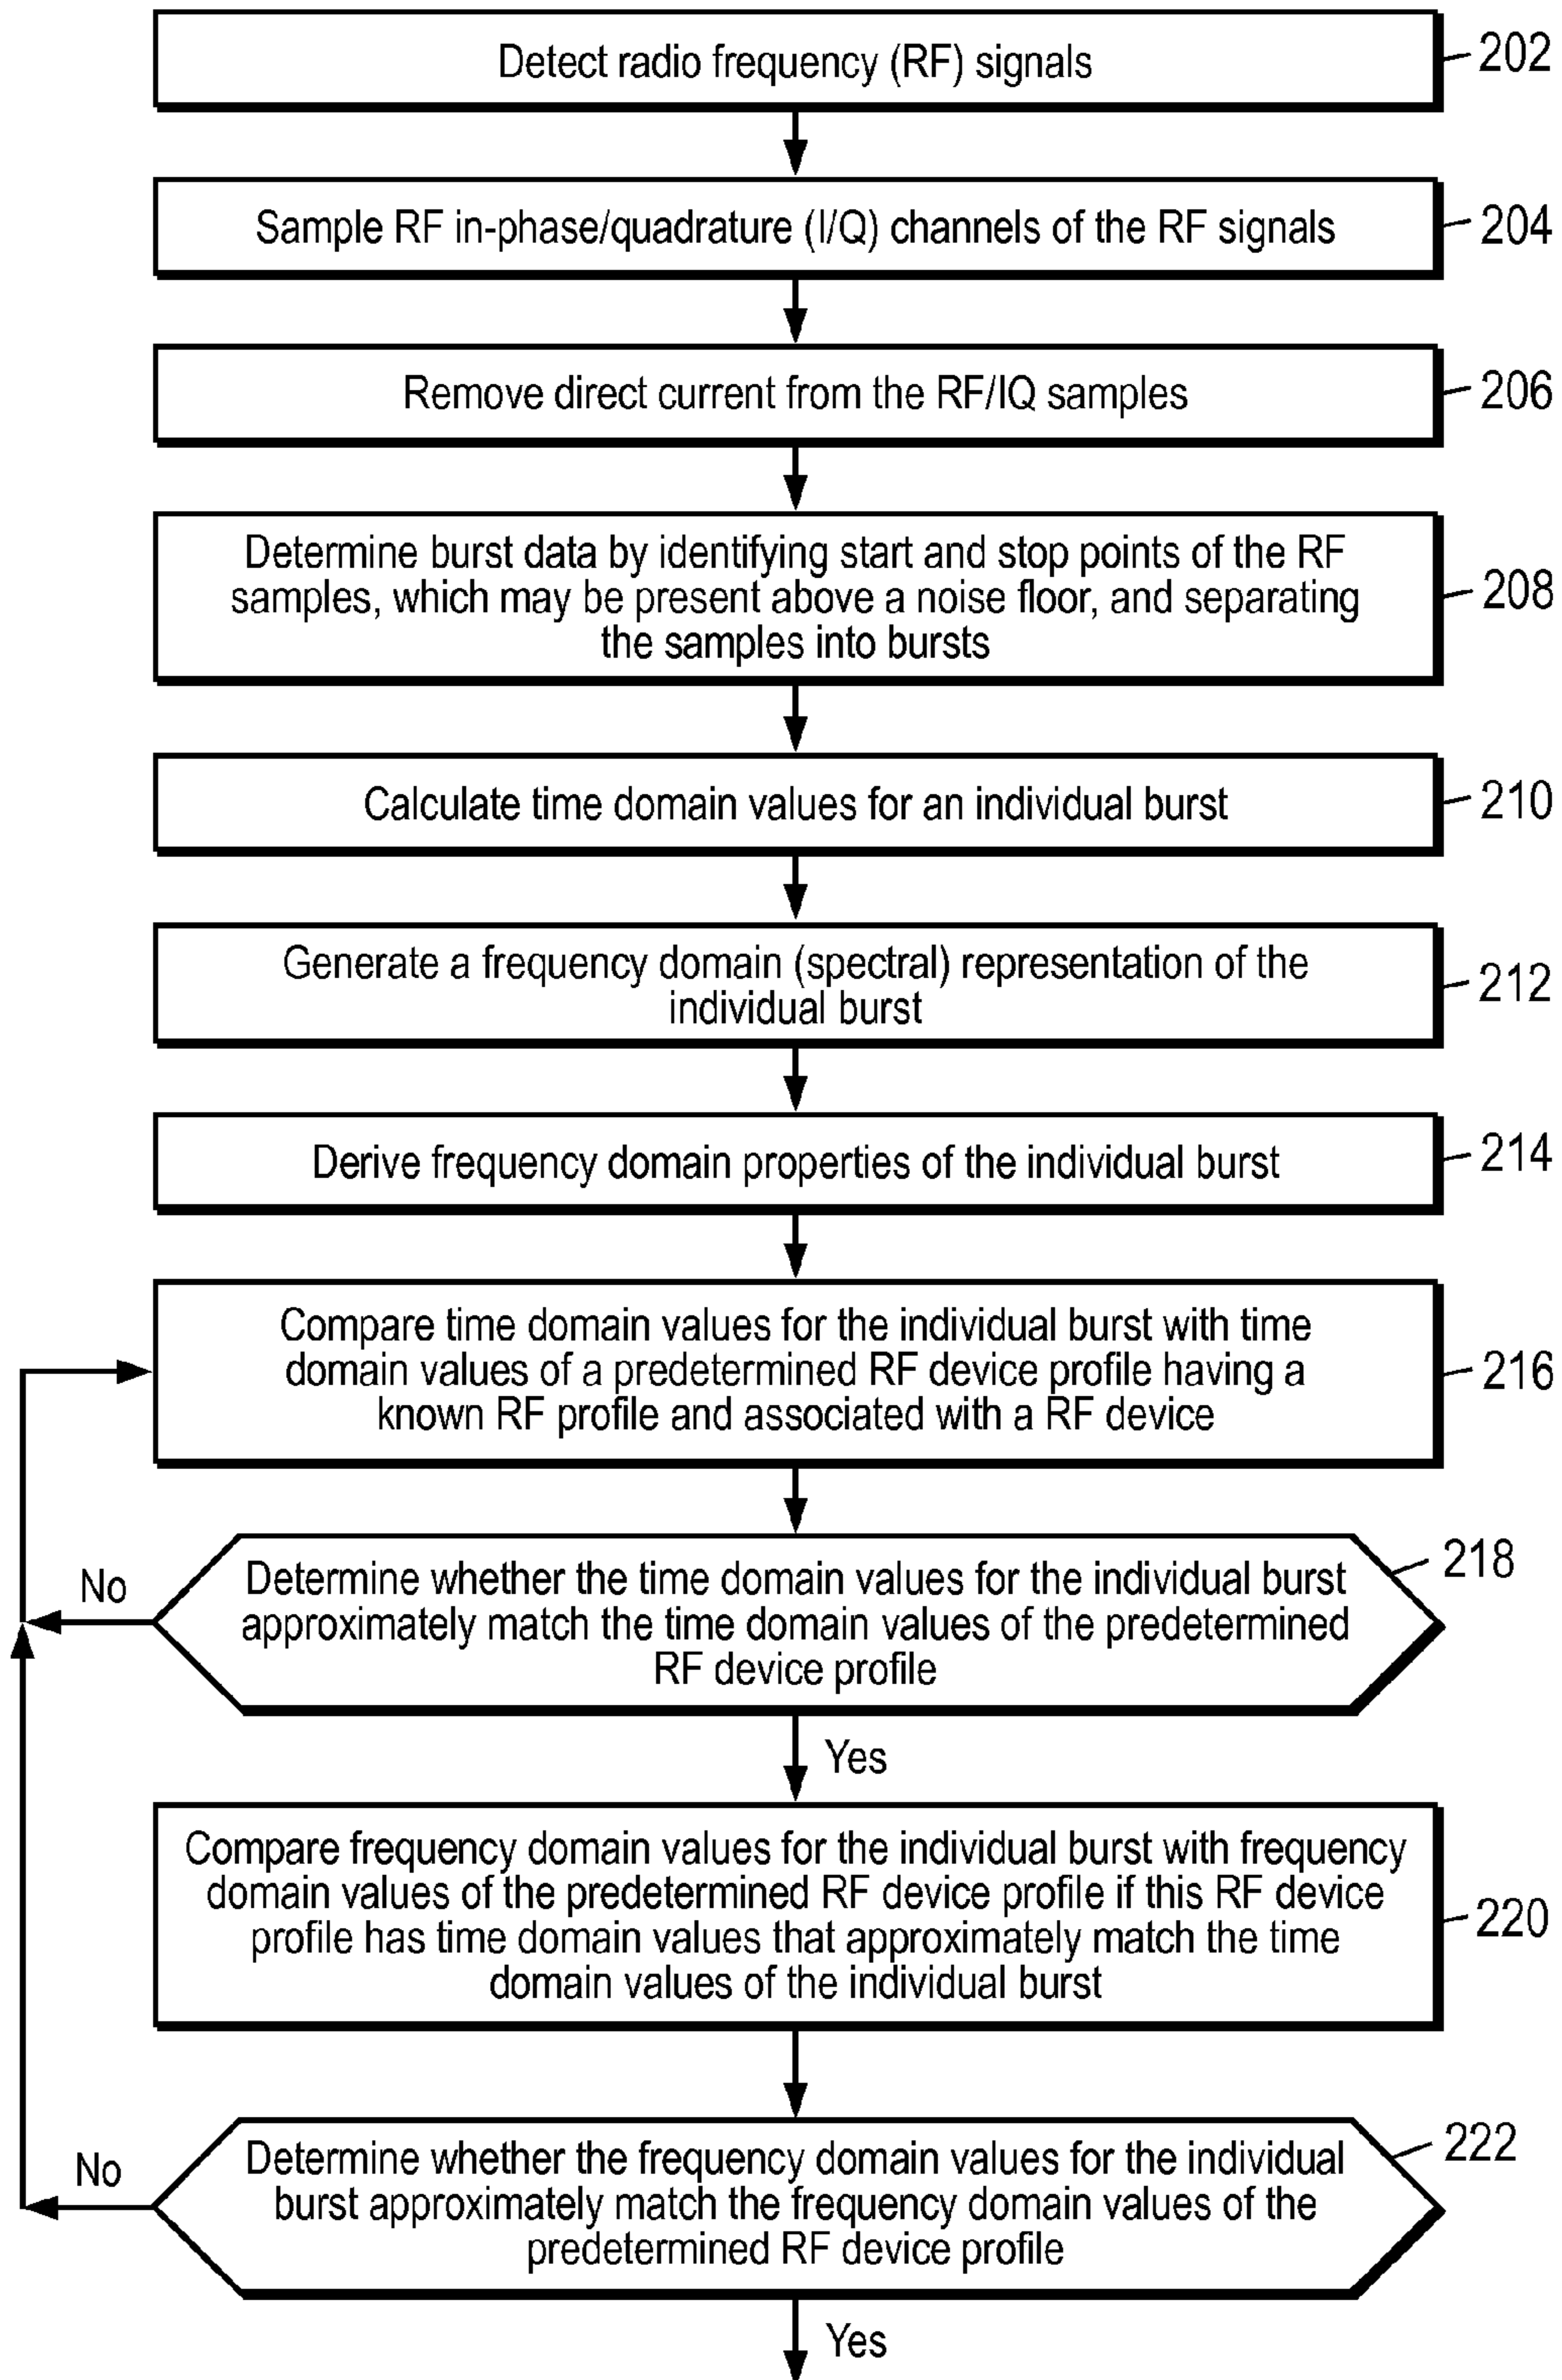 Detect radio frequency (RF) signals
202
Sample RF in-phase/quadrature (I/Q) channels of the RF signals
204
Remove direct current from the RF/IQ samples
206
Determine burst data by identifying start and stop points of the RF
samples, which may be present above a noise floor, and separating
the samples into bursts
208
Calculate time domain values for an individual burst
210
Generate a frequency domain (spectral) representation of the
individual burst
212
Derive frequency domain properties of the individual burst
214
Compare time domain values for the individual burst with time
domain values of a predetermined RF device profile having a
known RF profile and associated with a RF device
216
No
Determine whether the time domain values for the individual burst
approximately match the time domain values of the predetermined
RF device profile
218
Yes
Compare frequency domain values for the individual burst with frequency
domain values of the predetermined RF device profile if this RF device
profile has time domain values that approximately match the time
domain values of the individual burst
220
No
Determine whether the frequency domain values for the individual
burst approximately match the frequency domain values of the
predetermined RF device profile
222
Yes